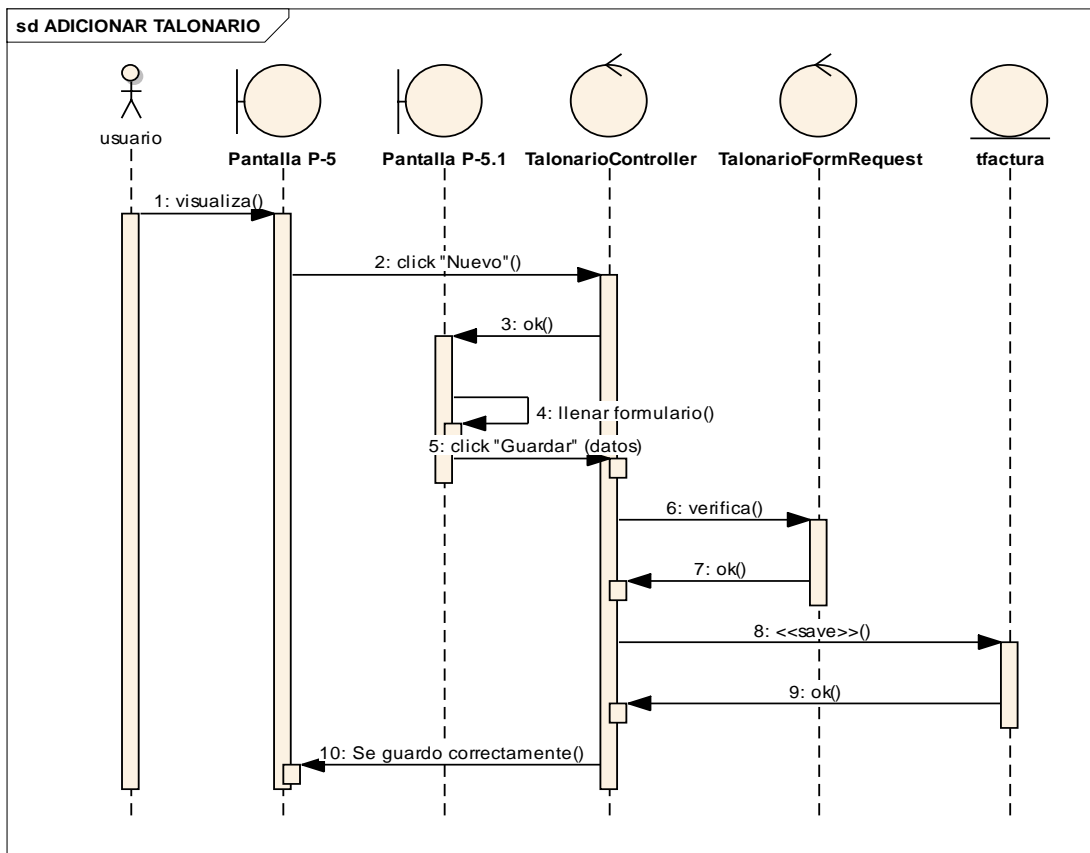 sd ADICIONAR TALONARIO
usuario
Pantalla P-5
Pantalla P-5.1
TalonarioController
TalonarioFormRequest
tfactura
1: visualiza()
2: click "Nuevo"()
3: ok()
4: llenar formulario()
5: click "Guardar" (datos)
6: verifica()
7: ok()
8: <<save>>()
9: ok()
10: Se guardo correctamente()